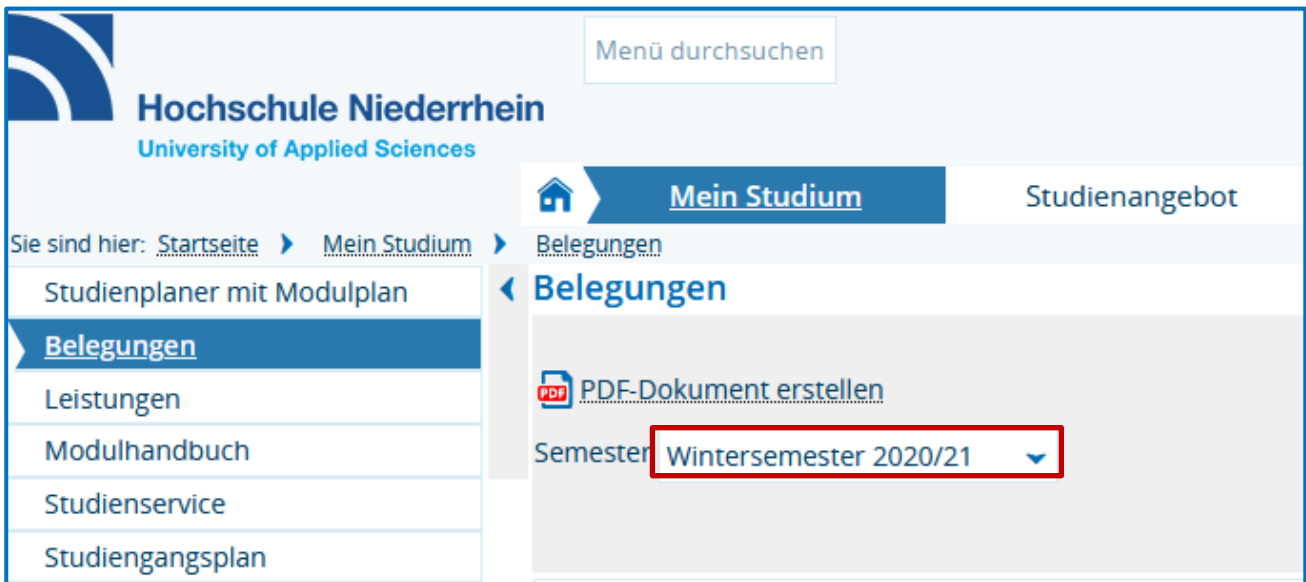 Menü durchsuchen
Hochschule Niederrhein
University of Applied Sciences
Mein Studium
Studienangebot
Sie sind hier: Startseite Mein Studium Belegungen
Studienplaner mit Modulplan
Belegungen
Leistungen
Modulhandbuch
Studienservice
Studiengangsplan
Belegungen
PDF PDF-Dokument erstellen
Semester Wintersemester 2020/21